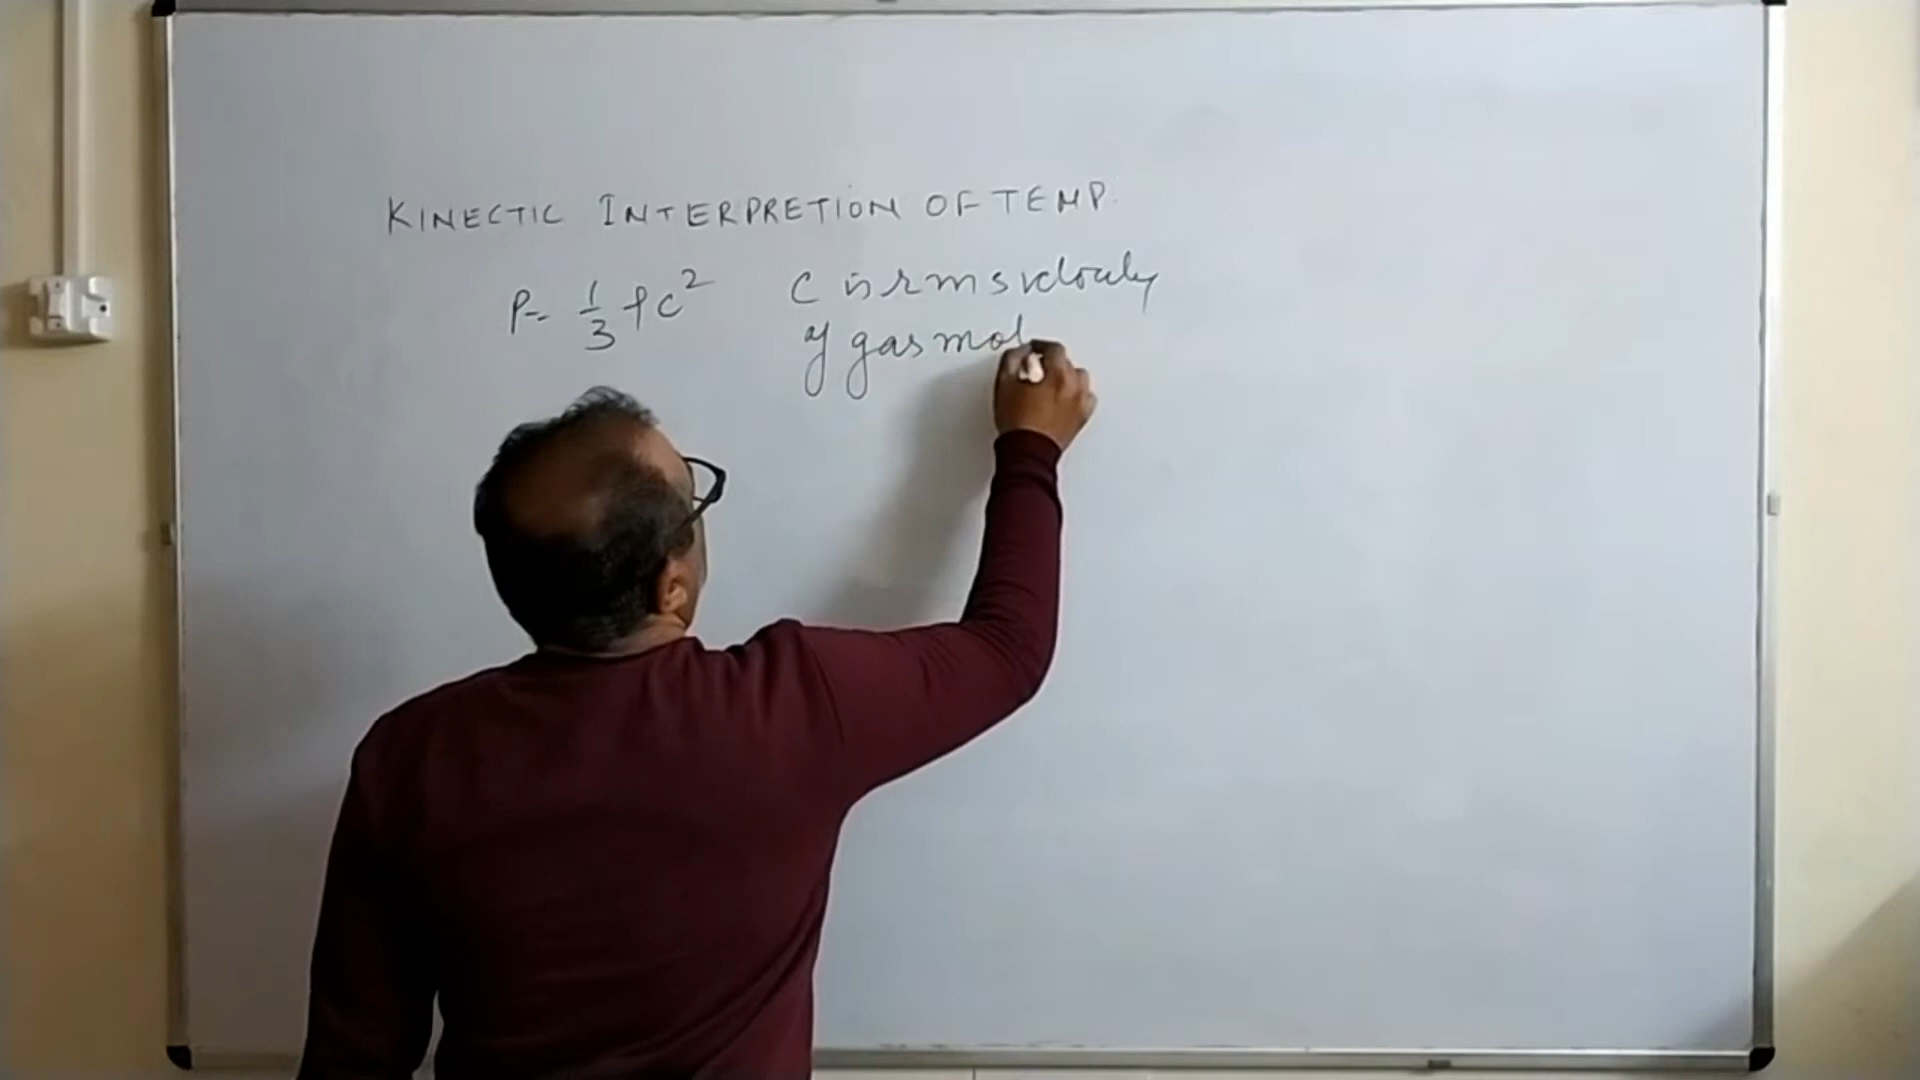 KINECTIC INTERPRETION OF TEMP.
P = 1/3 ρc² C is rms velocity
of gas mol